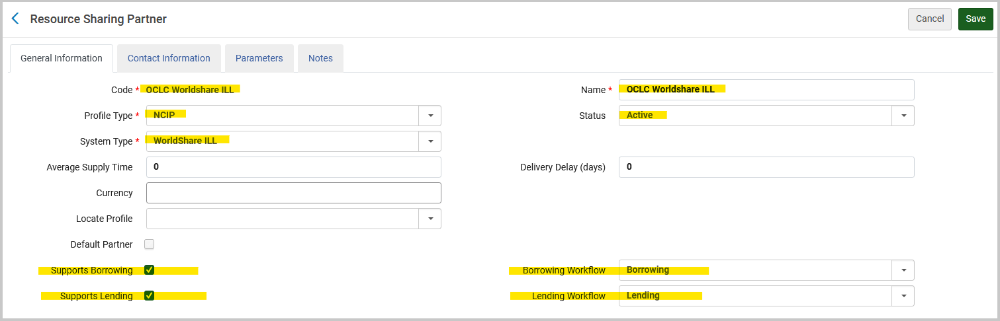 Resource Sharing Partner
Cancel
Save
General Information
Contact Information
Parameters
Notes
Code * OCLC Worldshare ILL
Name * OCLC Worldshare ILL
Profile Type * NCIP
Status Active
System Type * WorldShare ILL
Average Supply Time 0
Delivery Delay (days) 0
Currency
Locate Profile
Default Partner
Supports Borrowing
Borrowing Workflow Borrowing
Supports Lending
Lending Workflow Lending